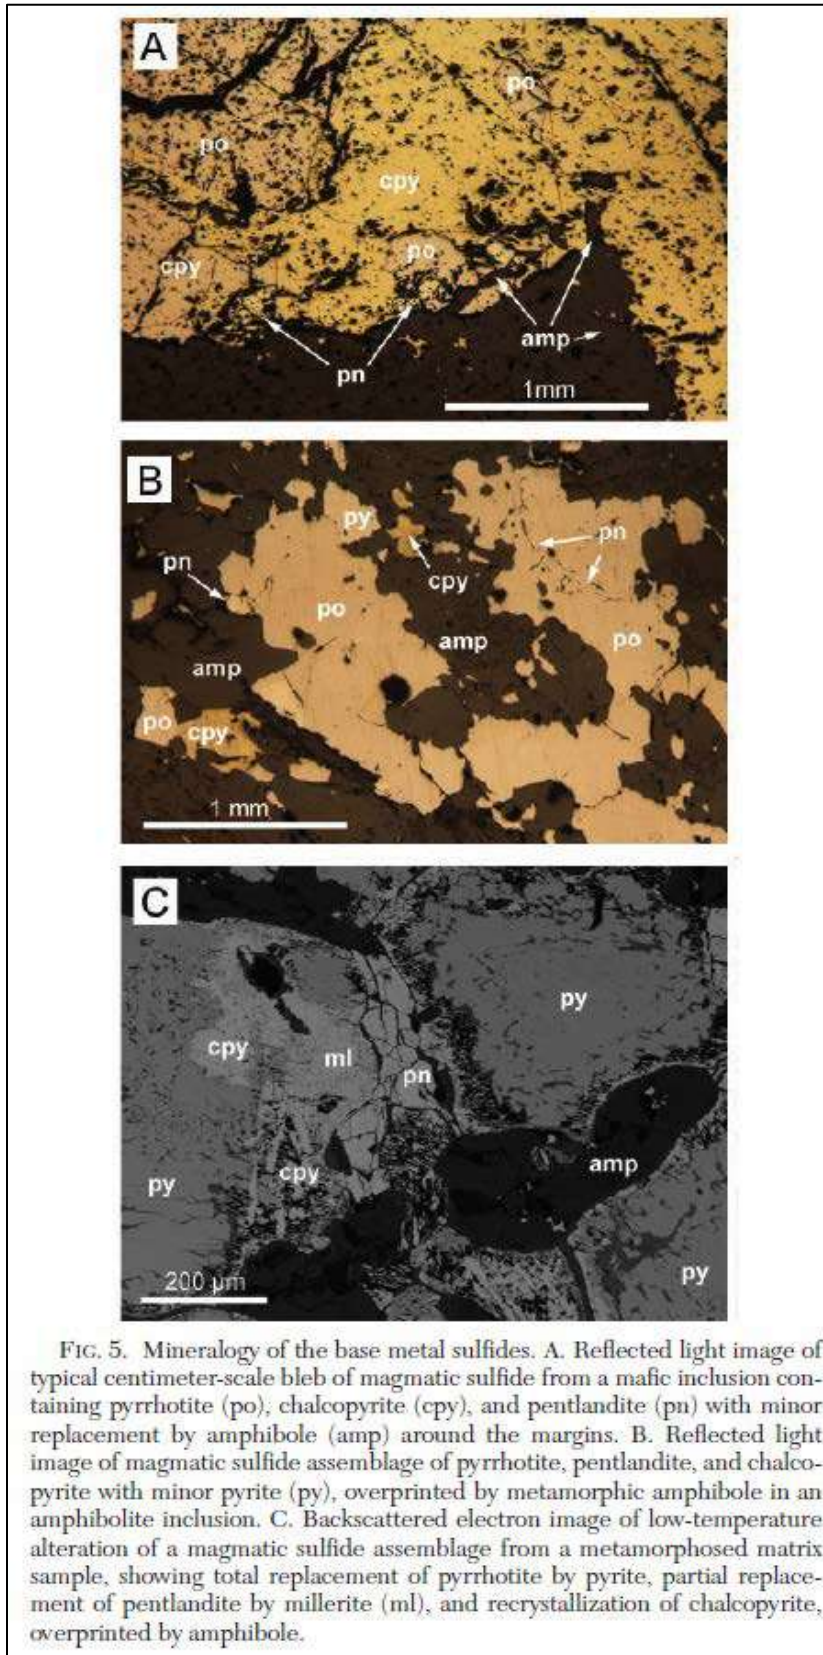 A
po
po
cpy
po
cpy
amp
pn
1mm
B
py
pn
pn
cpy
po
amp
po
amp
po
cpy
1 mm
C
py
cpy
ml
pn
cpy
amp
py
py
200 µm
FIG. 5. Mineralogy of the base metal sulfides. A. Reflected light image of
typical centimeter-scale bleb of magmatic sulfide from a mafic inclusion con-
taining pyrrhotite (po), chalcopyrite (cpy), and pentlandite (pn) with minor
replacement by amphibole (amp) around the margins. B. Reflected light
image of magmatic sulfide assemblage of pyrrhotite, pentlandite, and chalco-
pyrite with minor pyrite (py), overprinted by metamorphic amphibole in an
amphibolite inclusion. C. Backscattered electron image of low-temperature
alteration of a magmatic sulfide assemblage from a metamorphosed matrix
sample, showing total replacement of pyrrhotite by pyrite, partial replace-
ment of pentlandite by millerite (ml), and recrystallization of chalcopyrite,
overprinted by amphibole.